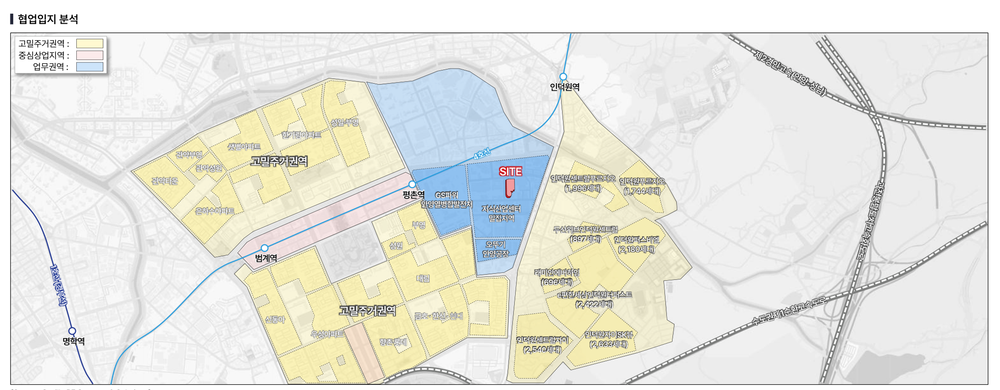 협업입지 분석
고밀주거권역 :
중심상업지역 :
업무권역 :
제2경인고속(안양-성남)
인덕원역
성일·부영
한가람아파트
샛별아파트
관악부영
고밀주거권역
관악성원
관악타운
은하수아파트
4호선
SITE
평촌역
GS파워
안양열병합발전처
지식산업센터
밀집지역
인덕원센트럴푸르지오
(1,996세대)
인덕원푸르지오
(1,744세대)
과천봉담도시고속화도로
부영
성원
오뚜기
안양공장
두산위브인덕원센트럴
(897세대)
인덕원퍼스비엘
(2,180세대)
범계역
1호선(경부선)
대림
래미안에버하임
(696세대)
e편한세상인덕원더퍼스트
(2,422세대)
고밀주거권역
수도권제1순환고속도로
신동아
금호·한신·현대
우성아파트
향촌롯데
명학역
인덕원센트럴자이
(2,540세대)
인덕원자이SK뷰
(2,633세대)